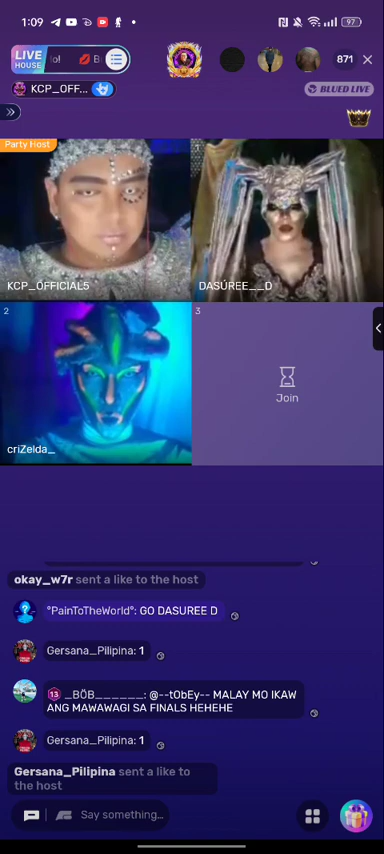 1:09
97
LIVE
HOUSE
lo!
871
KCP_OFF...
BLUED LIVE
Party Host
KCP_OFFICIAL5
DASÚREE__D
2
criZelda_
3
Join
okay_w7r sent a like to the host
°PainToTheWorld°: GO DASUREE D
Gersana_Pilipina: 1
13 _BÖB______: @--tObEy-- MALAY MO IKAW
ANG MAWAWAGI SA FINALS HEHEHE
Gersana_Pilipina: 1
Gersana_Pilipina sent a like to
the host
Say something...